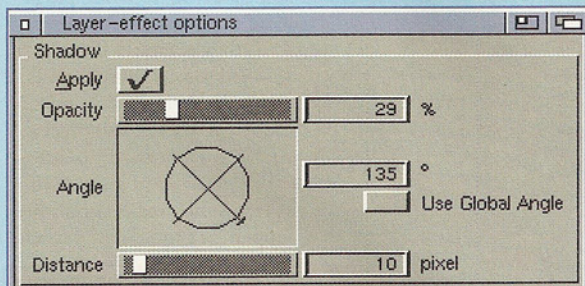 Layer-effect options
Shadow
Apply
Opacity 29 %
Angle 135 °
Use Global Angle
Distance 10 pixel